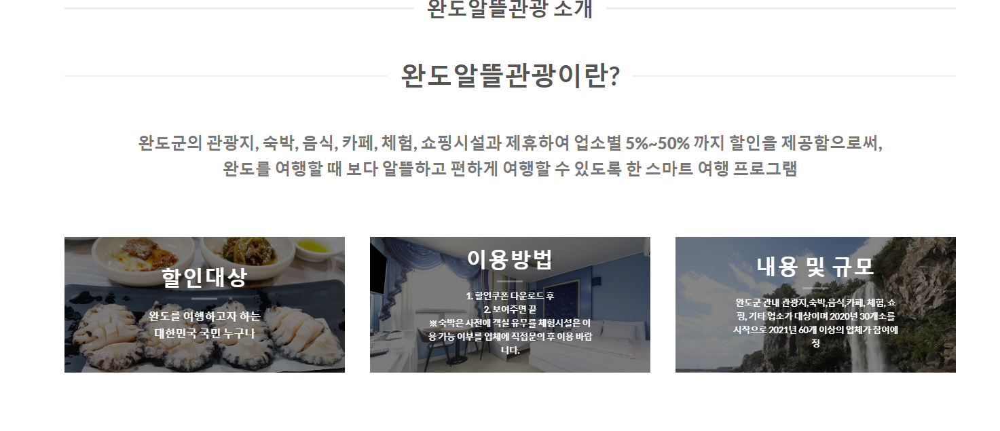 완도알뜰관광 소개
완도알뜰관광이란?
완도군의 관광지, 숙박, 음식, 카페, 체험, 쇼핑시설과 제휴하여 업소별 5%~50% 까지 할인을 제공함으로써,
완도를 여행할 때 보다 알뜰하고 편하게 여행할 수 있도록 한 스마트 여행 프로그램
할인대상
완도를 여행하고자 하는
대한민국 국민 누구나
이용방법
1. 할인쿠폰 다운로드 후
2. 보여주면 끝
※ 숙박은 사전에 객실 유무를 체험시설은 이
용 가능 여부를 업체에 직접문의 후 이용 바랍
니다.
내용 및 규모
완도군 관내 관광지,숙박,음식,카페, 체험, 쇼
핑, 기타 업소가 대상이며 2020년 30개소를
시작으로 2021년 60개 이상의 업체가 참여예
정